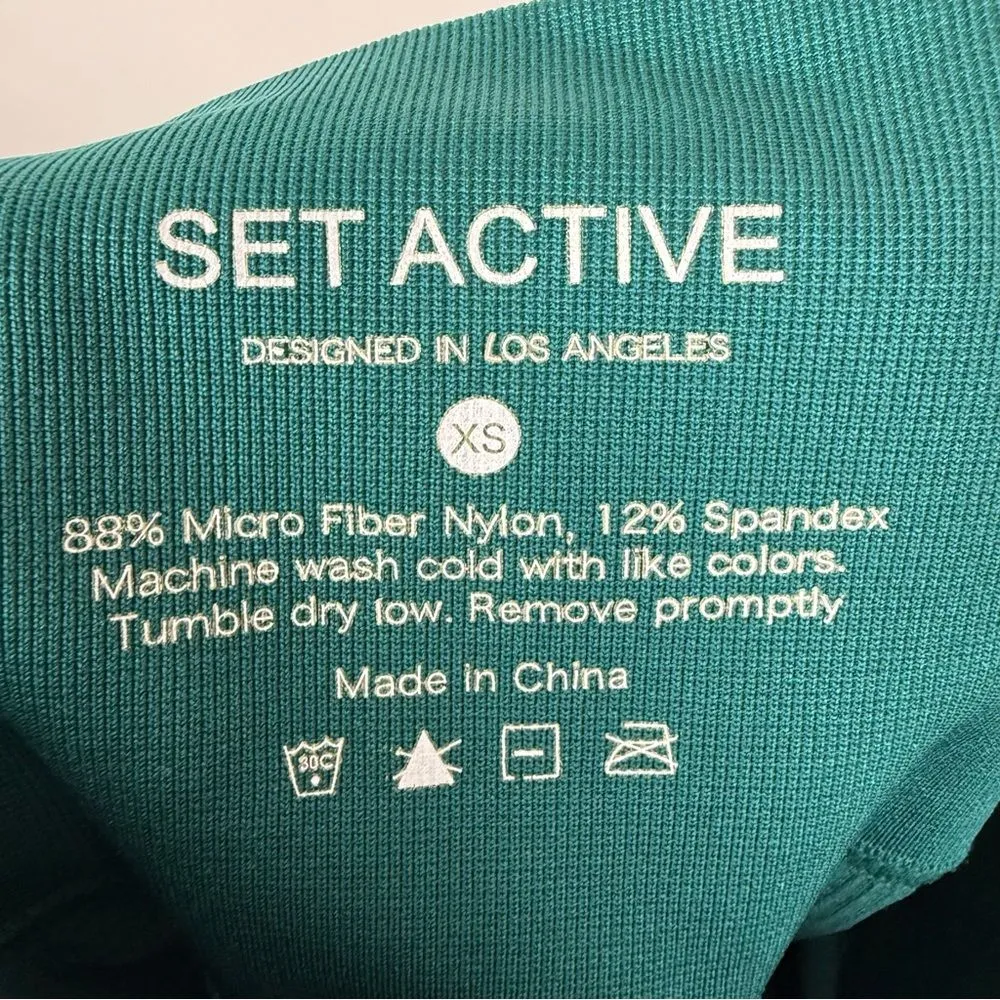 SET ACTIVE
DESIGNED IN LOS ANGELES
XS
88% Micro Fiber Nylon, 12% Spandex
Machine wash cold with like colors.
Tumble dry low. Remove promptly
Made in China
30C